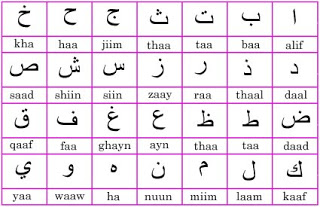 ا ب ت ث ج ح خ
kha haa jiim thaa taa baa alif
د ذ ر ز س ش ص
saad shiin siin zaay raa thaal daal
ض ط ظ ع غ ف ق
qaaf faa ghayn ayn thaa taa daad
ك ل م ن ه و ي
yaa waaw ha nuun miim laam kaaf